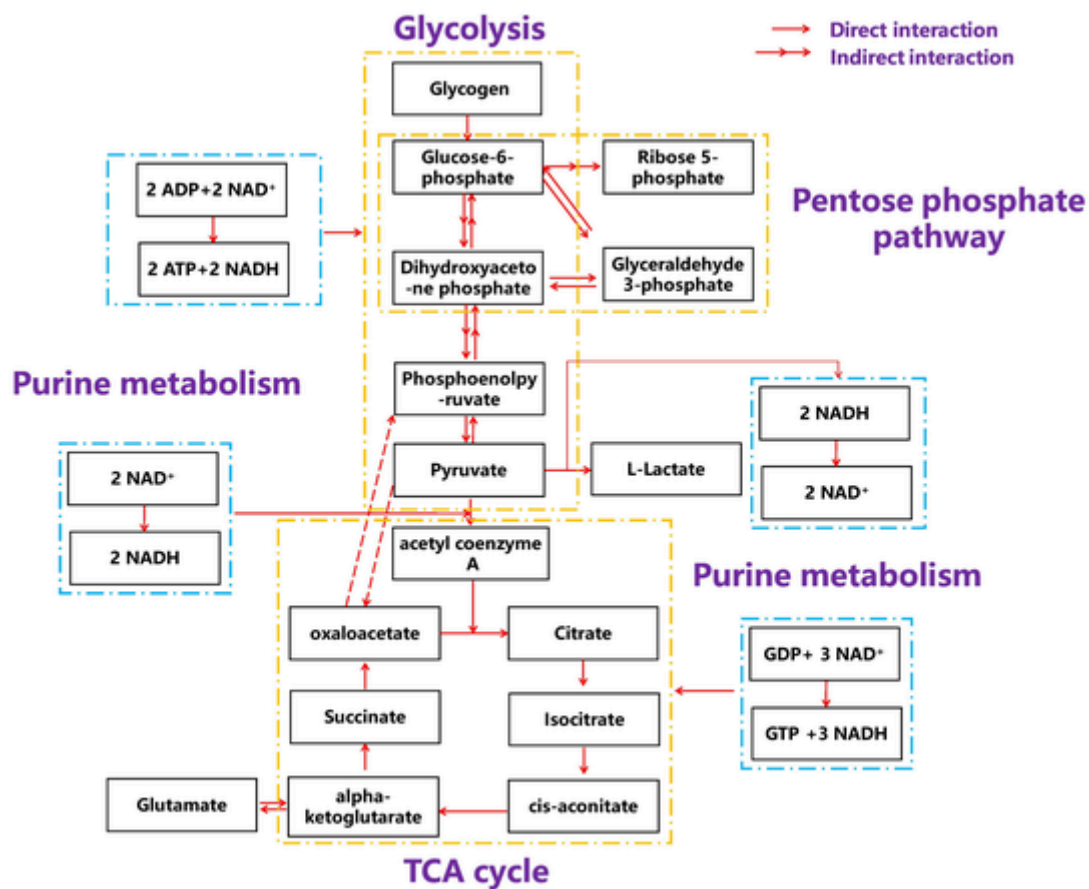 Glycolysis
Direct interaction
Indirect interaction
Glycogen
Glucose-6-
phosphate
Ribose 5-
phosphate
2 ADP+2 NAD⁺
2 ATP+2 NADH
Pentose phosphate
pathway
Dihydroxyaceto
-ne phosphate
Glyceraldehyde
3-phosphate
Purine metabolism
Phosphoenolpy
-ruvate
2 NADH
Pyruvate
L-Lactate
2 NAD⁺
2 NAD⁺
2 NADH
acetyl coenzyme
A
Purine metabolism
oxaloacetate
Citrate
GDP+ 3 NAD⁺
Succinate
Isocitrate
GTP +3 NADH
Glutamate
alpha-
ketoglutarate
cis-aconitate
TCA cycle